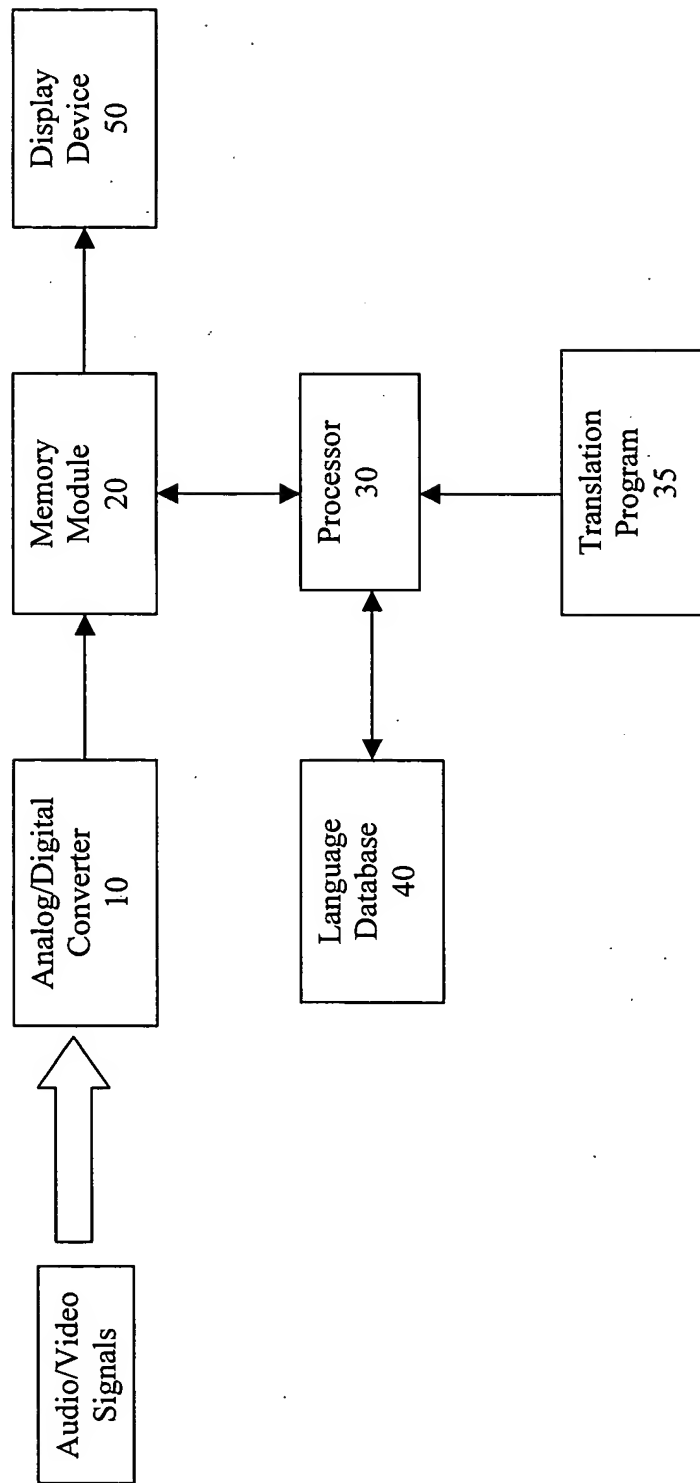 Audio/Video
Signals
Analog/Digital
Converter
10
Memory
Module
20
Display
Device
50
Language
Database
40
Processor
30
Translation
Program
35